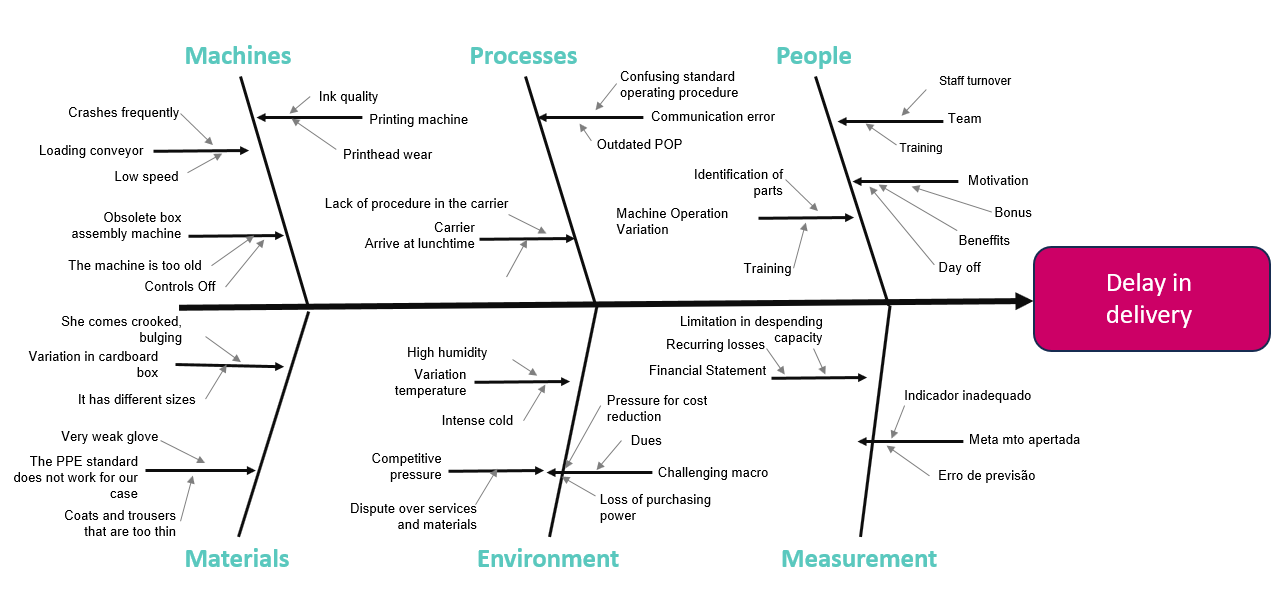 Machines
Processes
People
Crashes frequently
Ink quality
Printing machine
Loading conveyor
Printhead wear
Low speed
Obsolete box
assembly machine
The machine is too old
Controls Off
Confusing standard
operating procedure
Communication error
Outdated POP
Lack of procedure in the carrier
Carrier
Arrive at lunchtime
Staff turnover
Team
Training
Identification of
parts
Motivation
Machine Operation
Variation
Bonus
Beneffits
Training
Day off
Delay in
delivery
She comes crooked,
bulging
Variation in cardboard
box
It has different sizes
Very weak glove
The PPE standard
does not work for our
case
Coats and trousers
that are too thin
High humidity
Variation
temperature
Intense cold
Pressure for cost
reduction
Dues
Competitive
pressure
Challenging macro
Dispute over services
and materials
Loss of purchasing
power
Limitation in despending
capacity
Recurring losses
Financial Statement
Indicador inadequado
Meta mto apertada
Erro de previsão
Materials
Environment
Measurement